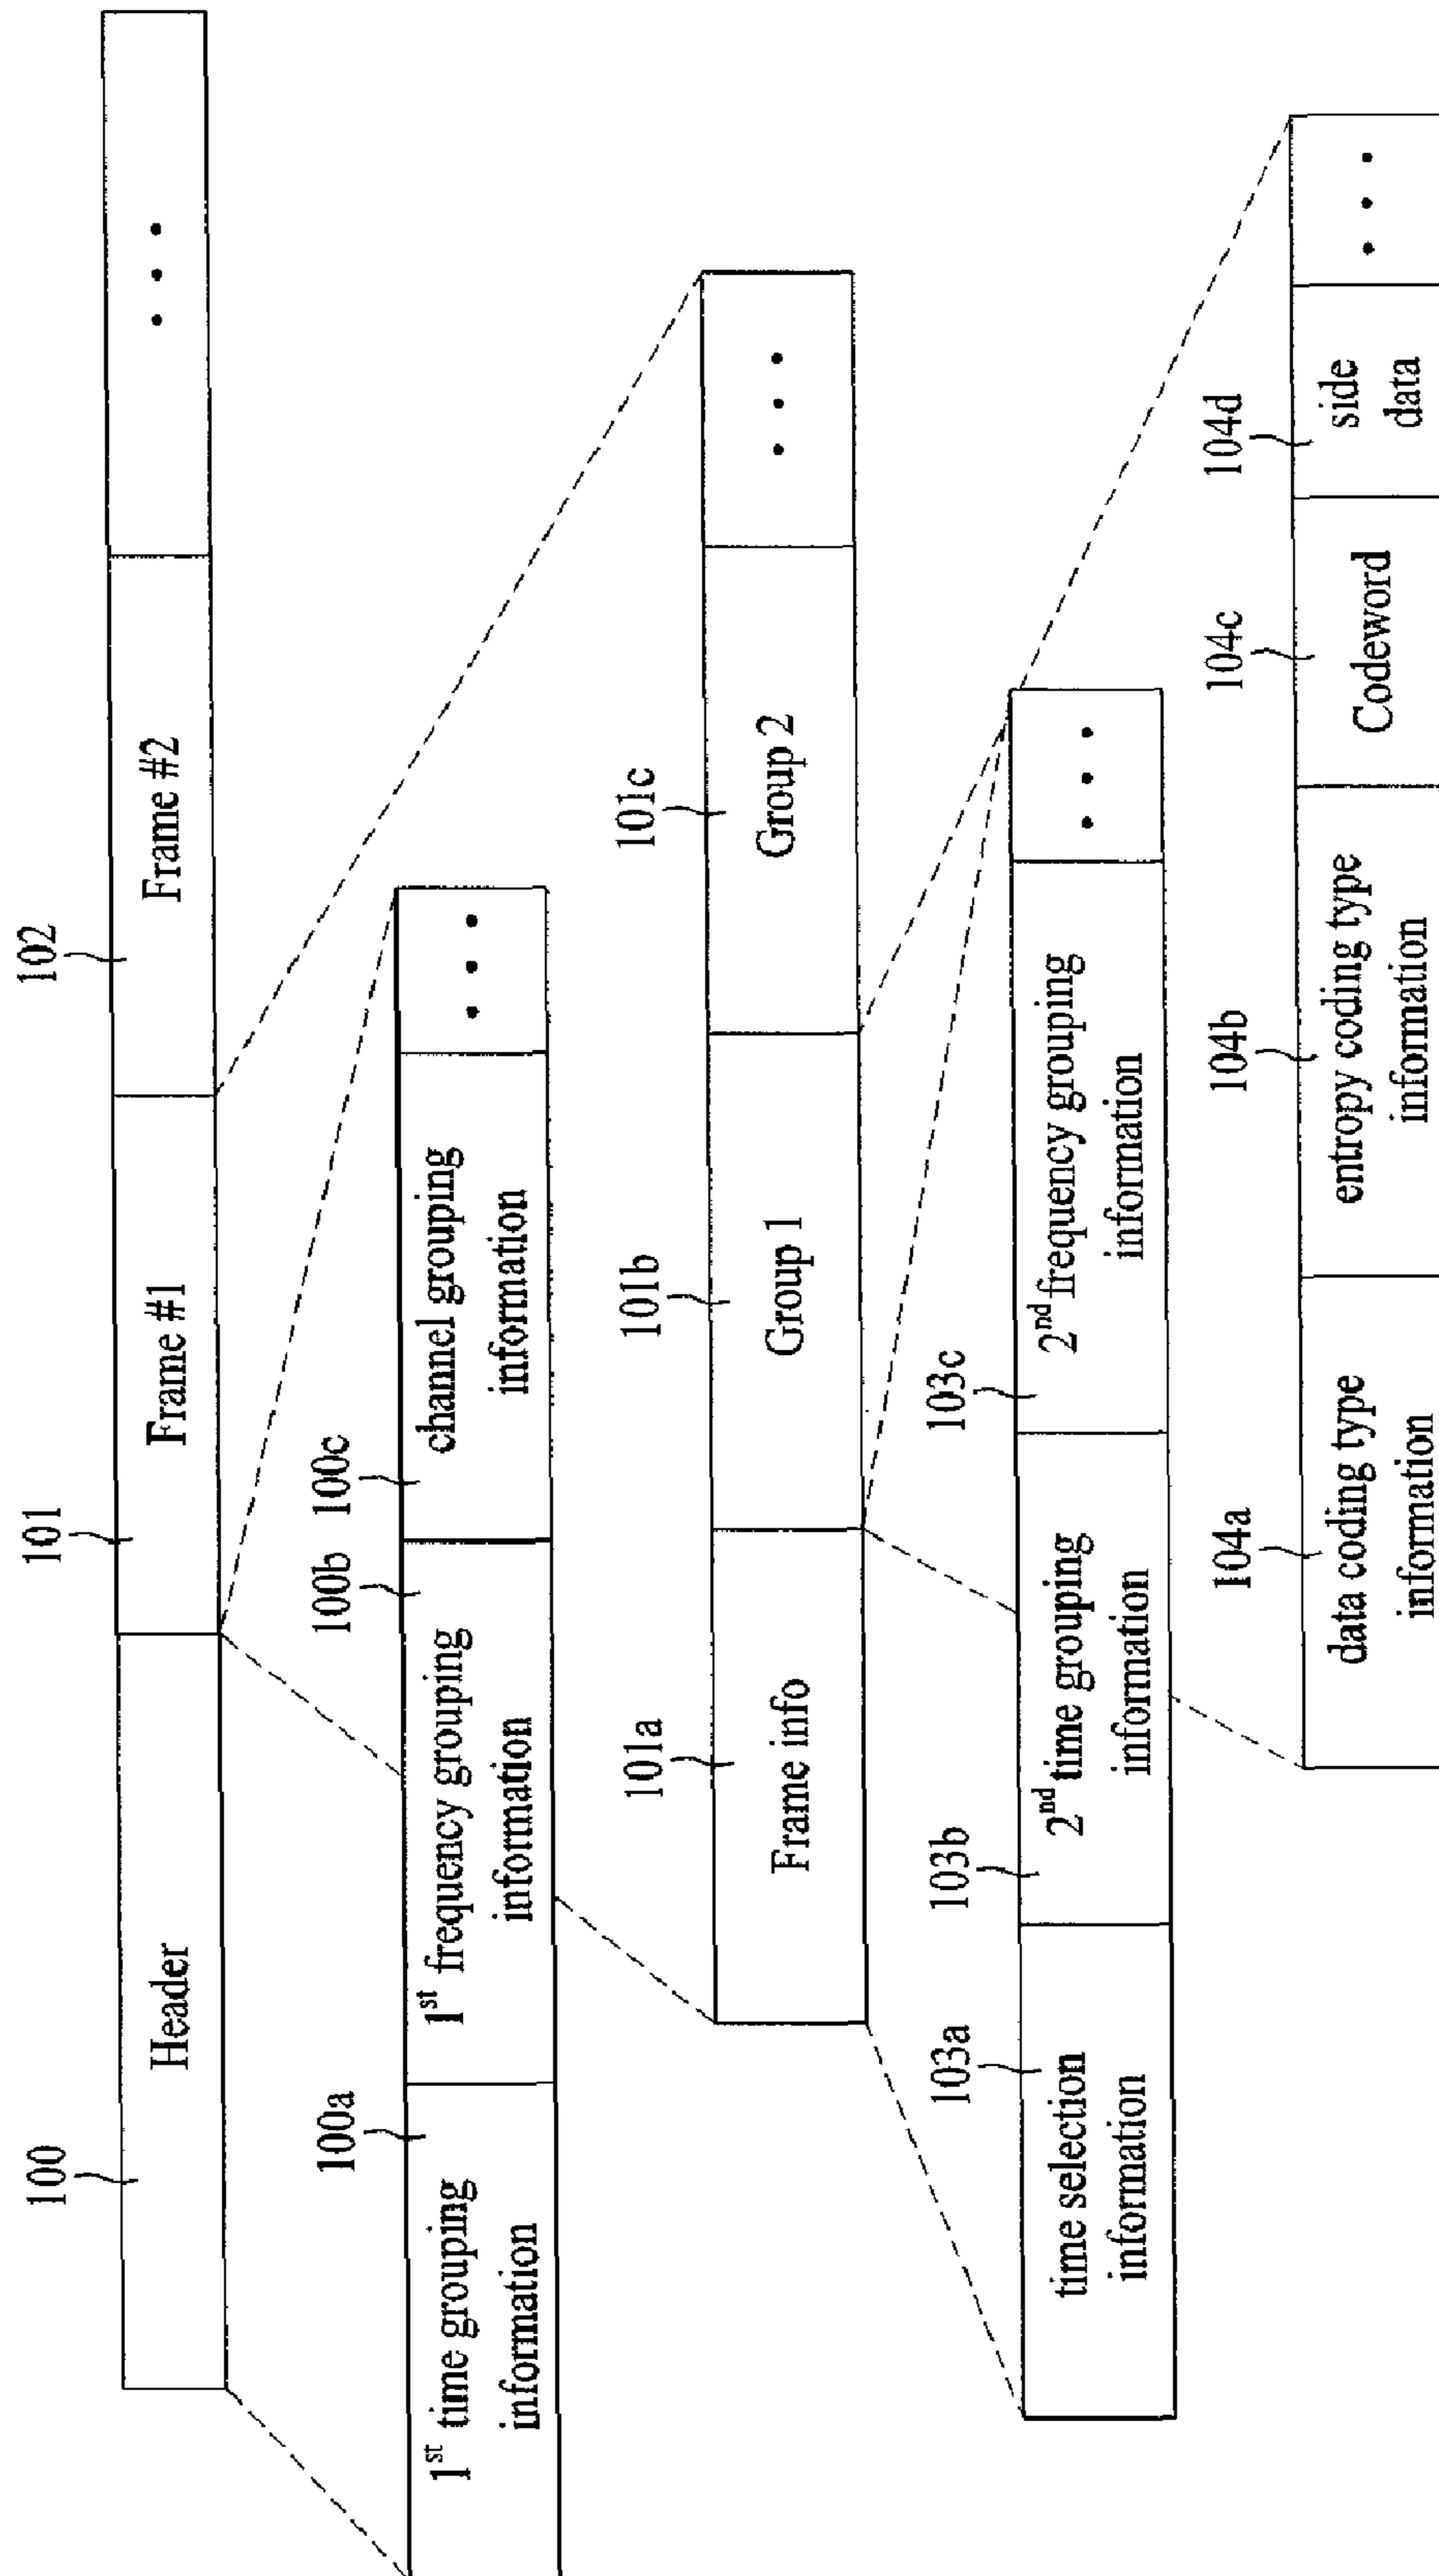 100
101
102
Header
Frame #1
Frame #2
• • •
100a
100b
100c
1st time grouping
information
1st frequency grouping
information
channel grouping
information
• • •
101a
101b
101c
Frame info
Group 1
Group 2
• • •
103a
103b
103c
time selection
information
2nd time grouping
information
2nd frequency grouping
information
• • •
104a
104b
104c
104d
data coding type
information
entropy coding type
information
Codeword
side
data
• • •